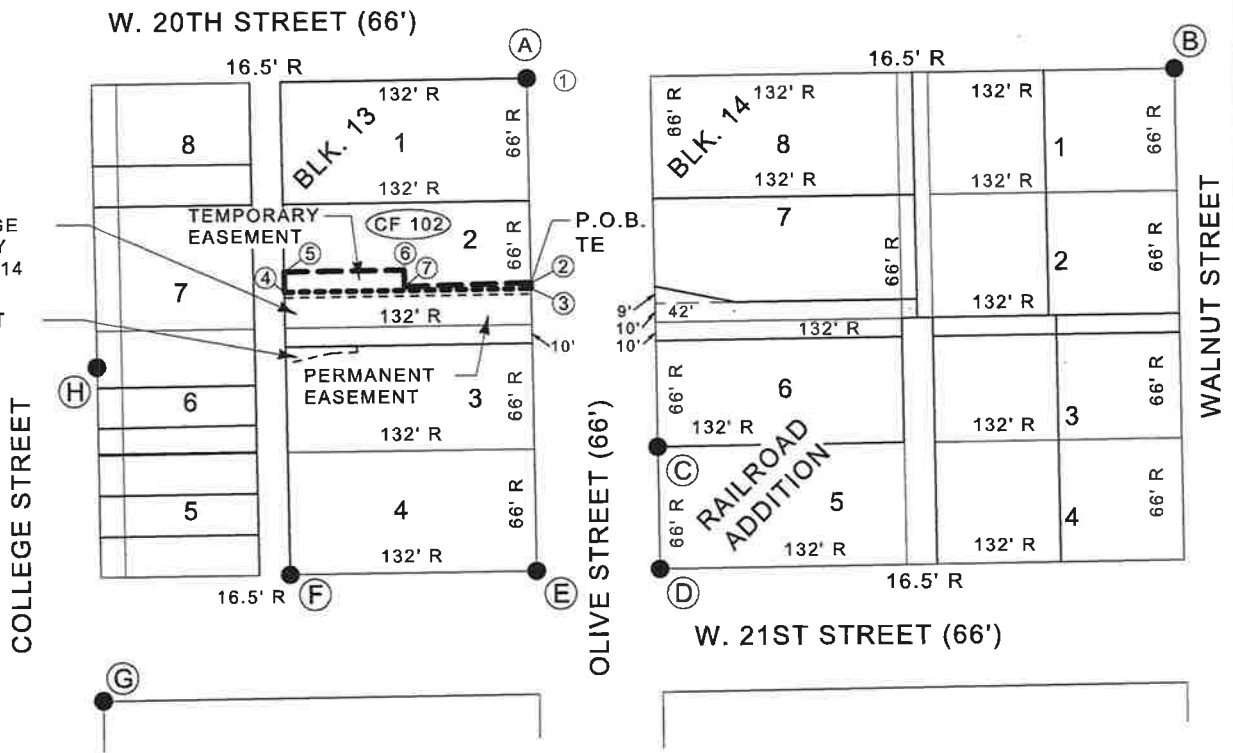 W. 20TH STREET (66')
A
B
16.5' R
1
16.5' R
132' R
66' R
8
BLK. 13
1
132' R
66' R
132' R
132' R
BLK. 14
8
1
66' R
132' R
132' R
TEMPORARY
EASEMENT
CF 102
2
66' R
P.O.B.
TE
7
66' R
2
66' R
WALNUT STREET
GE
Y
14
T
5
6
7
2
4
3
7
132' R
10'
9'
10'
10'
42'
132' R
132' R
H
PERMANENT
EASEMENT
3
66' R
132' R
66' R
6
132' R
132' R
3
66' R
6
C
COLLEGE STREET
5
4
66' R
132' R
OLIVE STREET (66')
66' R
RAILROAD
ADDITION
5
132' R
132' R
4
66' R
16.5' R
F
E
D
16.5' R
W. 21ST STREET (66')
G